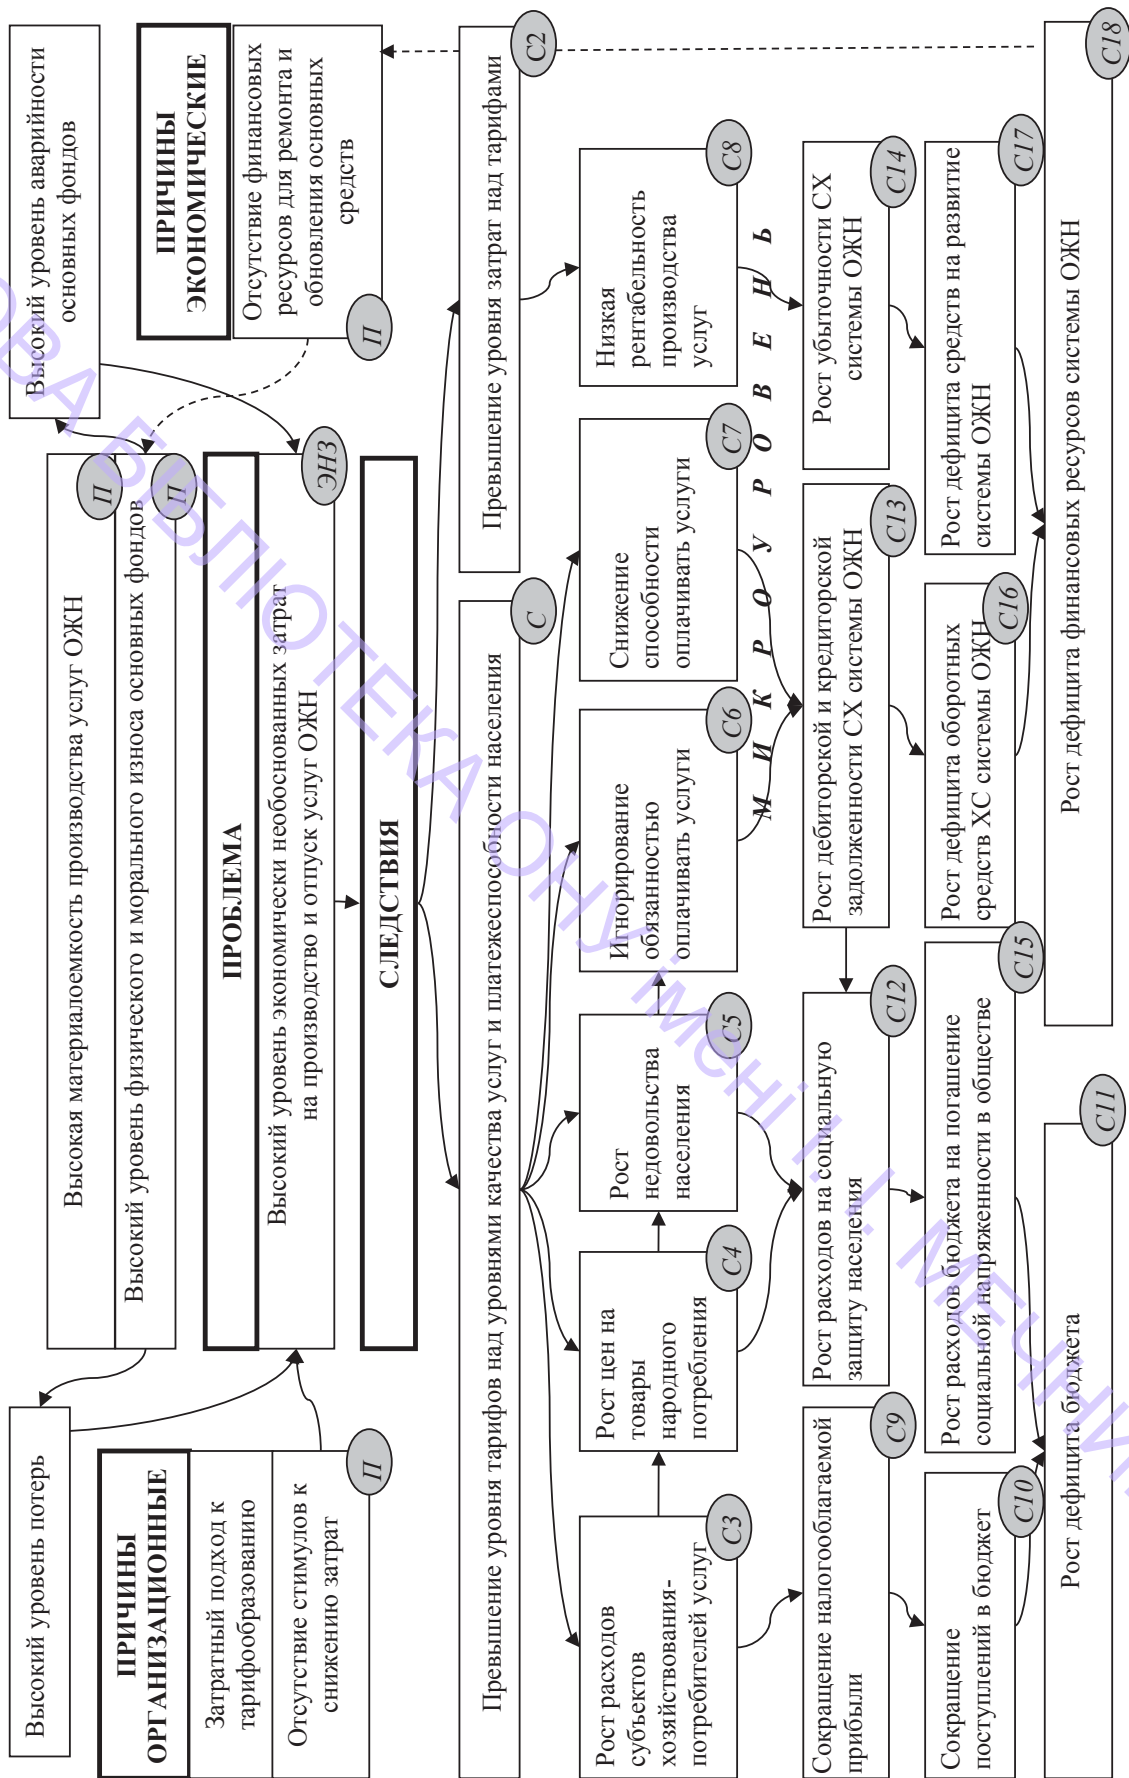 Высокий уровень потерь
Высокая материалоемкость производства услуг ОЖН
П
Высокий уровень физического и морального износа основных фондов
П
Высокий уровень аварийности
основных фондов
ПРИЧИНЫ
ОРГАНИЗАЦИОННЫЕ
Затратный подход к
тарифообразованию
Отсутствие стимулов к
снижению затрат
П
ПРОБЛЕМА
Высокий уровень экономически необоснованных затрат
на производство и отпуск услуг ОЖН
ЭНЗ
ПРИЧИНЫ
ЭКОНОМИЧЕСКИЕ
Отсутствие финансовых
ресурсов для ремонта и
обновления основных
средств
П
СЛЕДСТВИЯ
Превышение уровня тарифов над уровнями качества услуг и платежеспособности населения
С
Превышение уровня затрат над тарифами
С2
Рост расходов
субъектов
хозяйствования-
потребителей услуг
С3
Рост цен на
товары
народного
потребления
С4
Рост
недовольства
населения
С5
Игнорирование
обязанностью
оплачивать услуги
С6
Снижение
способности
оплачивать услуги
С7
Низкая
рентабельность
производства
услуг
С8
М И К Р О У Р О В Е Н Ь
Сокращение налогооблагаемой
прибыли
С9
Рост расходов на социальную
защиту населения
С12
Рост дебиторской и кредиторской
задолженности СХ системы ОЖН
С13
Рост убыточности СХ
системы ОЖН
С14
Сокращение
поступлений в бюджет
С10
Рост расходов бюджета на погашение
социальной напряженности в обществе
С15
Рост дефицита оборотных
средств ХС системы ОЖН
С16
Рост дефицита средств на развитие
системы ОЖН
С17
Рост дефицита бюджета
С11
Рост дефицита финансовых ресурсов системы ОЖН
С18
ОВА БІБЛІОТЕКА ОНУ імені І. І. МЕЧНИ